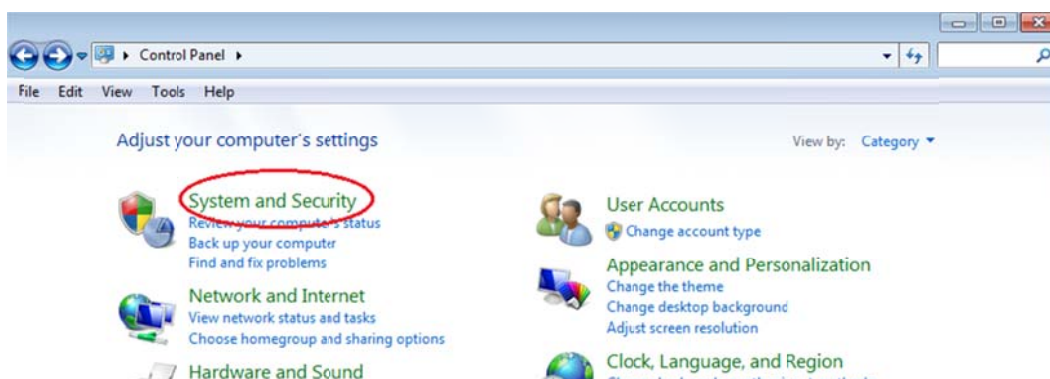 Control Panel
File Edit View Tools Help
Adjust your computer's settings
View by: Category
System and Security
Review your computer's status
Back up your computer
Find and fix problems
Network and Internet
View network status and tasks
Choose homegroup and sharing options
Hardware and Sound
User Accounts
Change account type
Appearance and Personalization
Change the theme
Change desktop background
Adjust screen resolution
Clock, Language, and Region